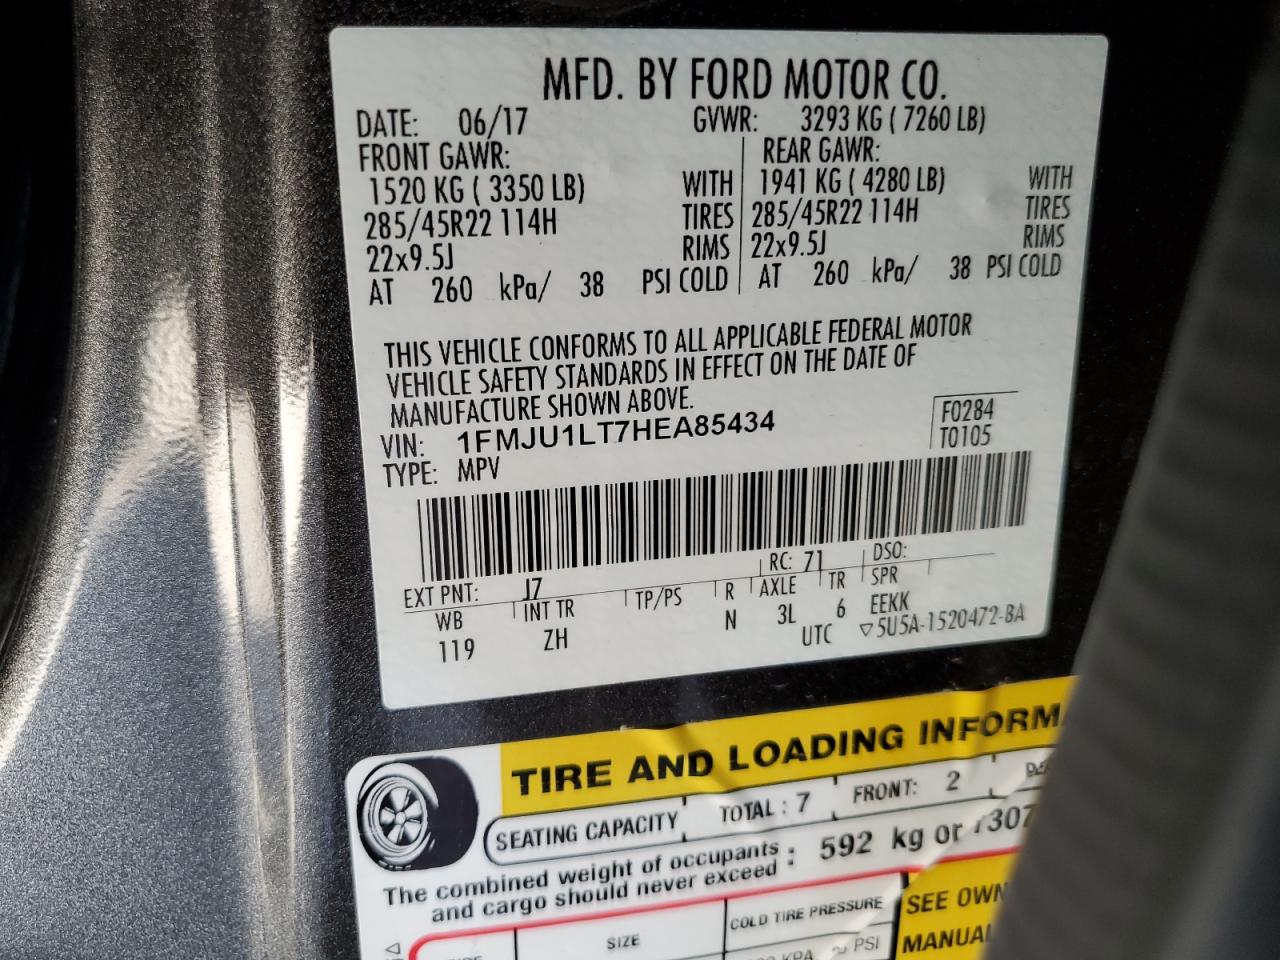 MFD. BY FORD MOTOR CO.
DATE: 06/17 GVWR: 3293 KG ( 7260 LB)
FRONT GAWR: REAR GAWR:
1520 KG ( 3350 LB) WITH 1941 KG ( 4280 LB) WITH
285/45R22 114H TIRES 285/45R22 114H TIRES
22x9.5J RIMS 22x9.5J RIMS
AT 260 kPa/ 38 PSI COLD AT 260 kPa/ 38 PSI COLD
THIS VEHICLE CONFORMS TO ALL APPLICABLE FEDERAL MOTOR
VEHICLE SAFETY STANDARDS IN EFFECT ON THE DATE OF
MANUFACTURE SHOWN ABOVE.
F0284
VIN: 1FMJU1LT7HEA85434 T0105
TYPE: MPV
EXT PNT: J7 RC: 71 DSO:
WB INT TR TP/PS R AXLE TR SPR
119 ZH N 3L 6 EEKK
UTC ▽5U5A-1520472-BA
TIRE AND LOADING INFORM
SEATING CAPACITY TOTAL : 7 FRONT: 2
The combined weight of occupants
and cargo should never exceed : 592 kg or 1307
SIZE COLD TIRE PRESSURE SEE OWN
PSI MANUAL